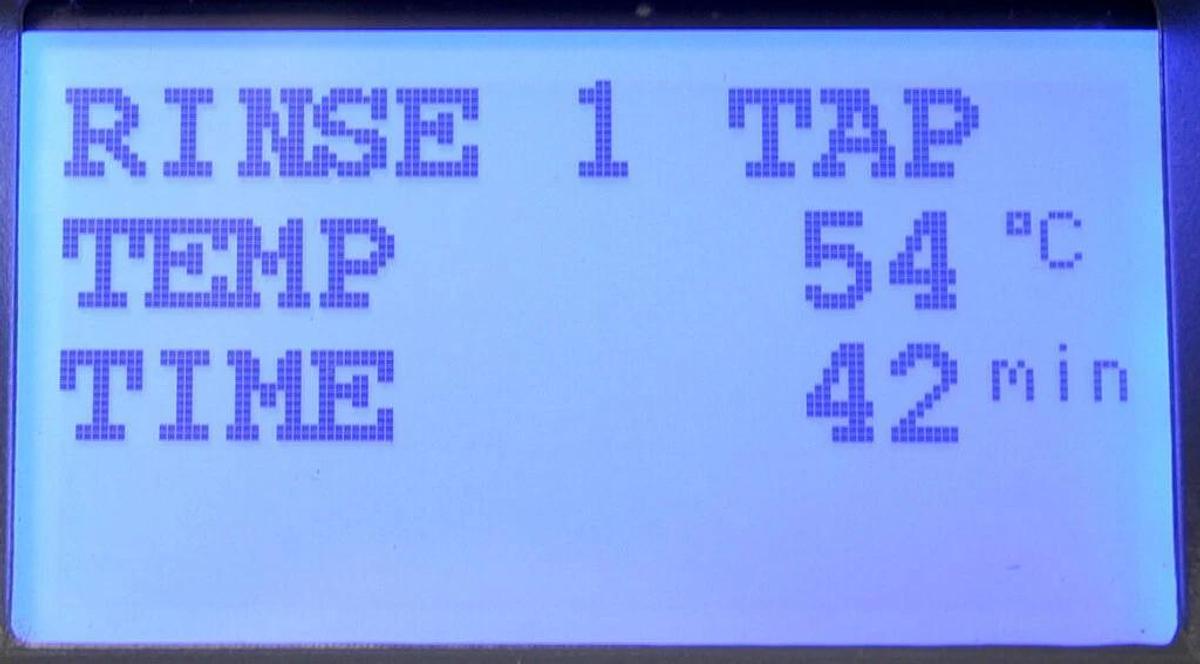 RINSE 1 TAP
TEMP 54 °C
TIME 42 min